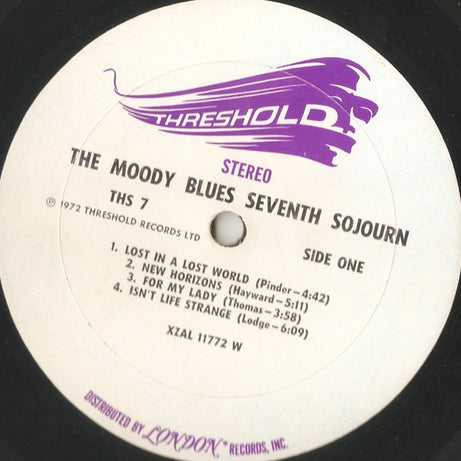 THRESHOLD
STEREO
THE MOODY BLUES SEVENTH SOJOURN
THS 7
℗ 1972 THRESHOLD RECORDS LTD
SIDE ONE
1. LOST IN A LOST WORLD (Pinder—4:42)
2. NEW HORIZONS (Hayward—5:11)
3. FOR MY LADY (Thomas—3:58)
4. ISN'T LIFE STRANGE (Lodge—6:09)
XZAL 11772 W
DISTRIBUTED BY LONDON® RECORDS, INC.